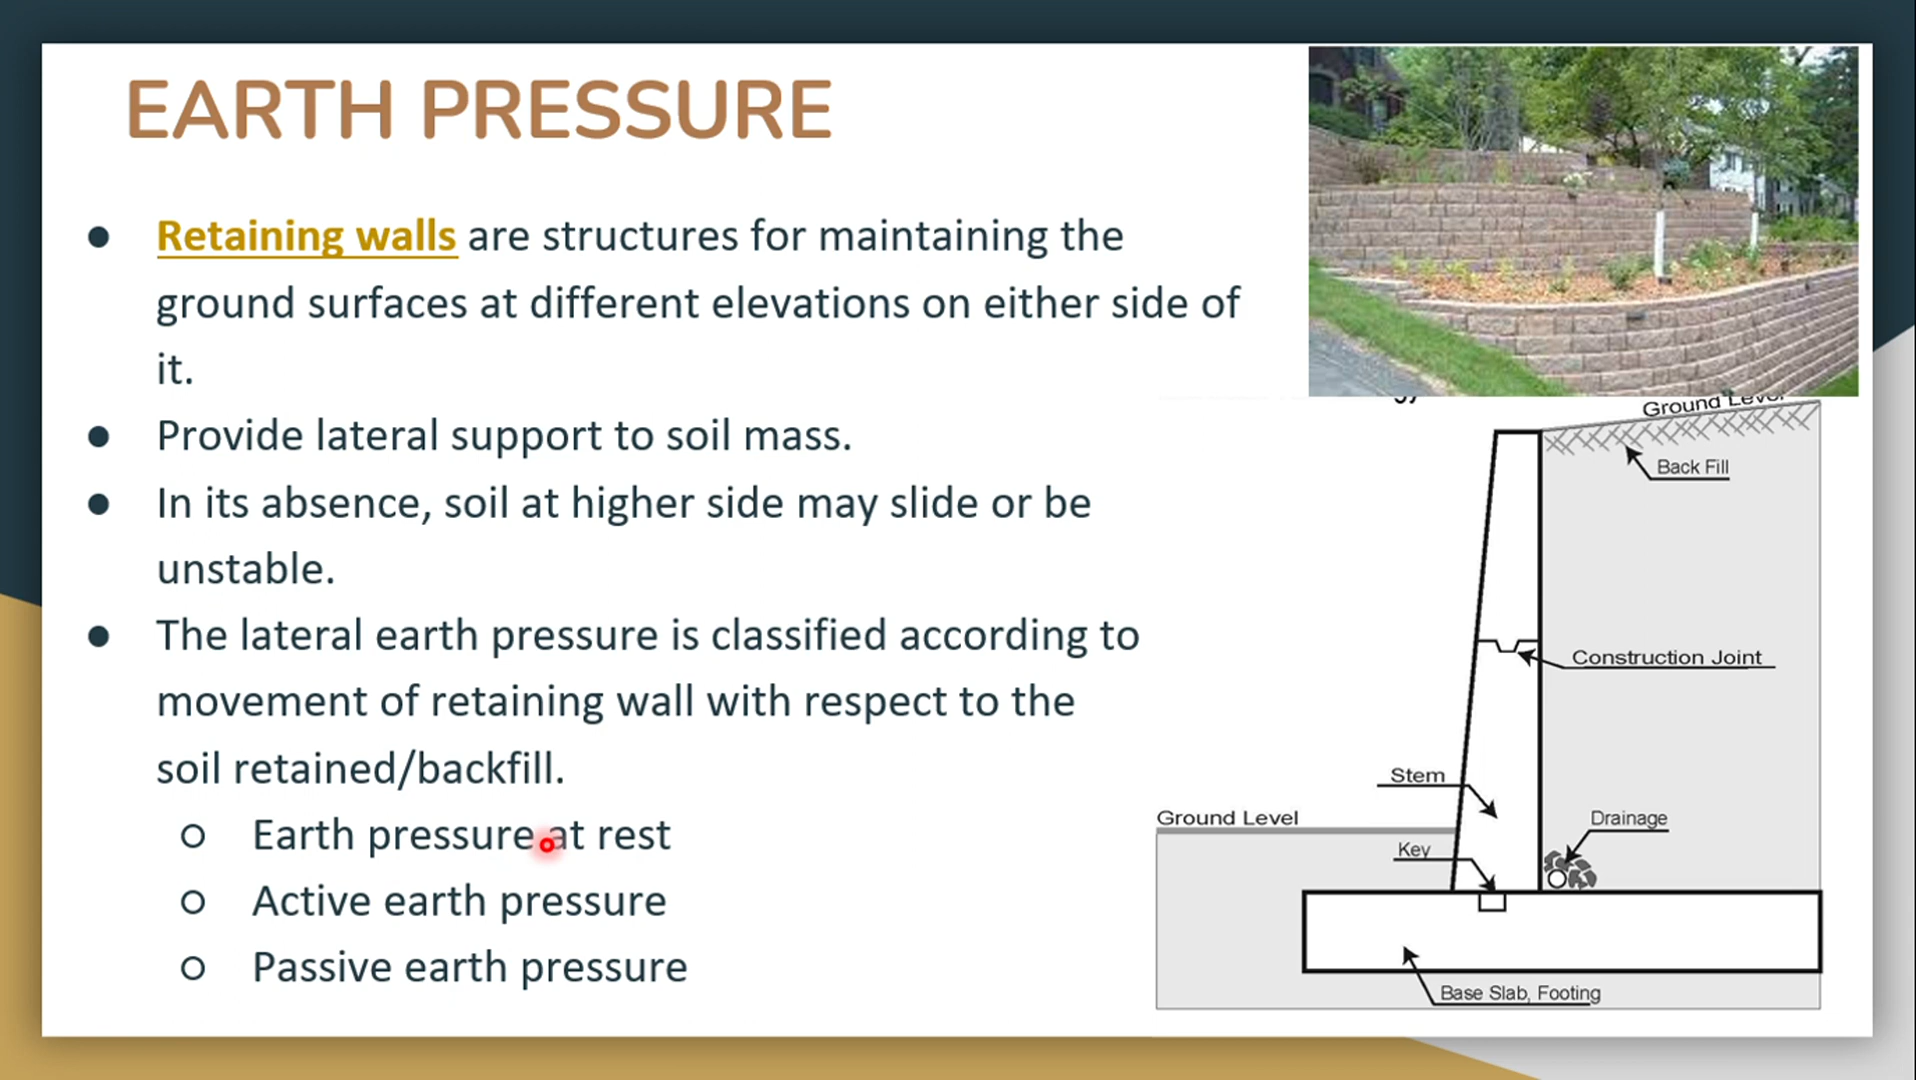 EARTH PRESSURE
● Retaining walls are structures for maintaining the
ground surfaces at different elevations on either side of
it.
● Provide lateral support to soil mass.
● In its absence, soil at higher side may slide or be
unstable.
● The lateral earth pressure is classified according to
movement of retaining wall with respect to the
soil retained/backfill.
○ Earth pressure at rest
○ Active earth pressure
○ Passive earth pressure
Ground Level
Back Fill
Construction Joint
Stem
Ground Level
Drainage
Key
Base Slab, Footing